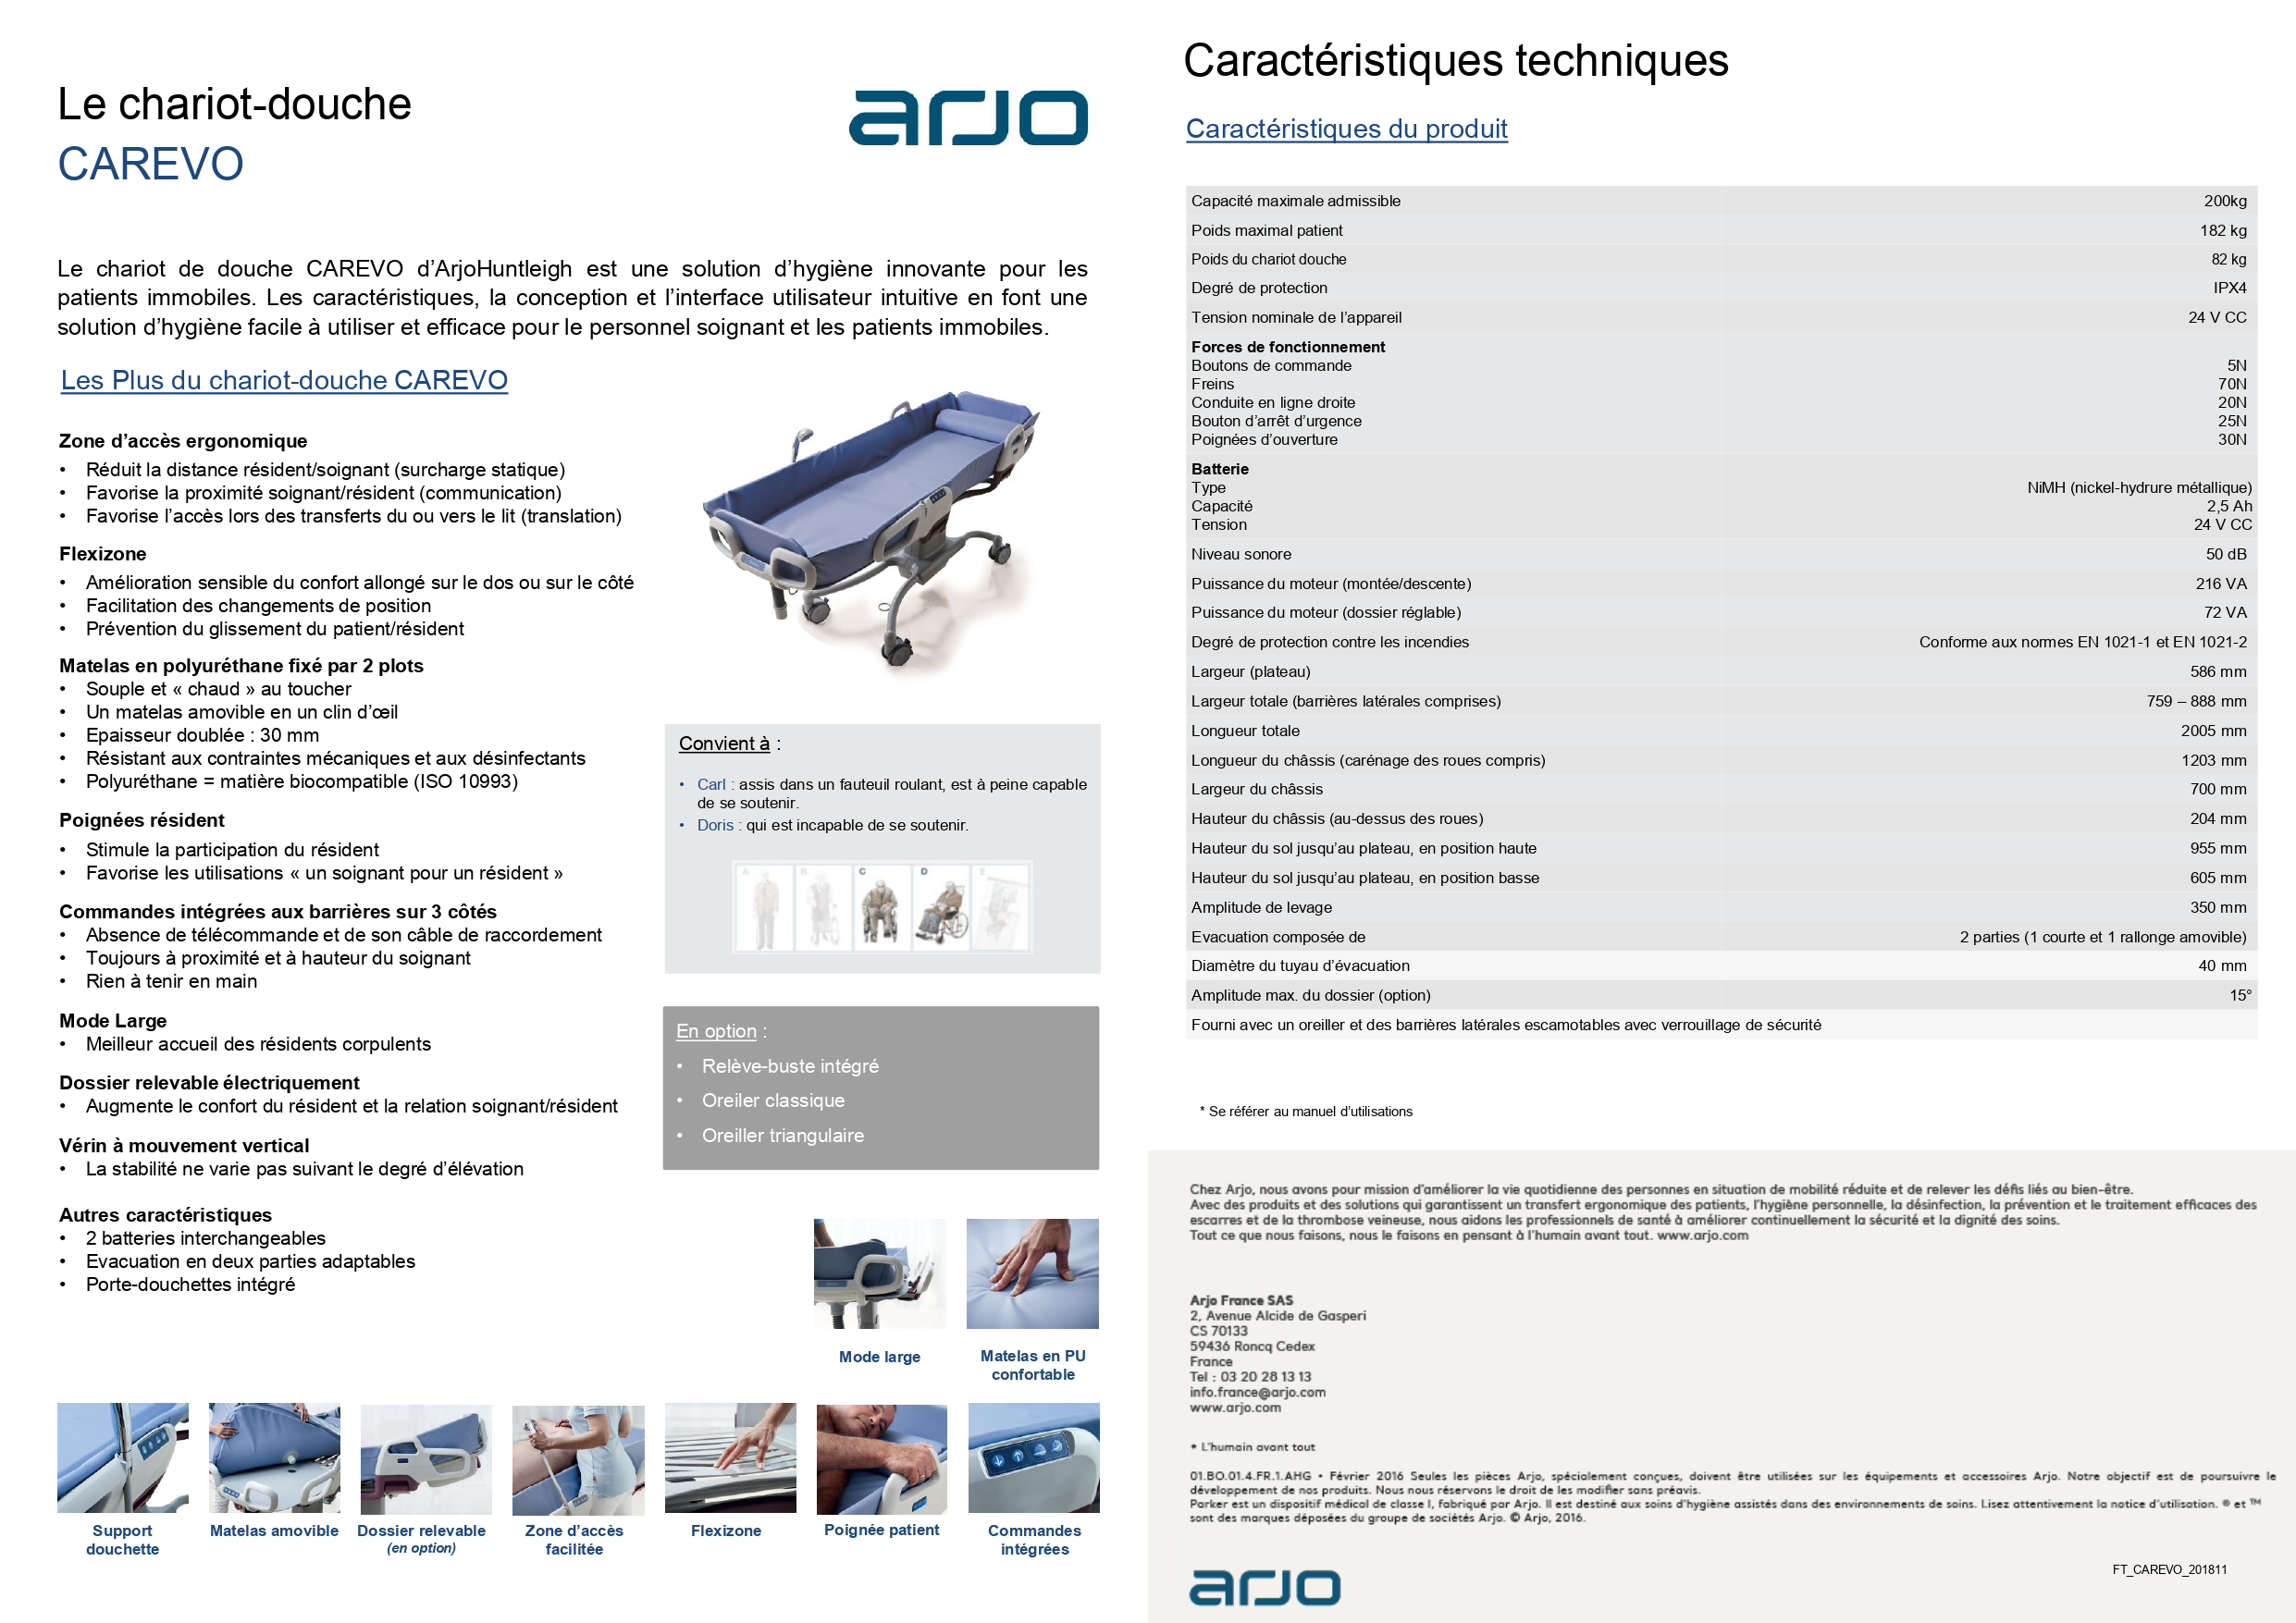 Le chariot-douche
CAREVO
arjo
Le chariot de douche CAREVO d’ArjoHuntleigh est une solution d’hygiène innovante pour les
patients immobiles. Les caractéristiques, la conception et l’interface utilisateur intuitive en font une
solution d’hygiène facile à utiliser et efficace pour le personnel soignant et les patients immobiles.
Les Plus du chariot-douche CAREVO
Zone d’accès ergonomique
• Réduit la distance résident/soignant (surcharge statique)
• Favorise la proximité soignant/résident (communication)
• Favorise l’accès lors des transferts du ou vers le lit (translation)
Flexizone
• Amélioration sensible du confort allongé sur le dos ou sur le côté
• Facilitation des changements de position
• Prévention du glissement du patient/résident
Matelas en polyuréthane fixé par 2 plots
• Souple et « chaud » au toucher
• Un matelas amovible en un clin d’œil
• Epaisseur doublée : 30 mm
• Résistant aux contraintes mécaniques et aux désinfectants
• Polyuréthane = matière biocompatible (ISO 10993)
Poignées résident
• Stimule la participation du résident
• Favorise les utilisations « un soignant pour un résident »
Commandes intégrées aux barrières sur 3 côtés
• Absence de télécommande et de son câble de raccordement
• Toujours à proximité et à hauteur du soignant
• Rien à tenir en main
Mode Large
• Meilleur accueil des résidents corpulents
Dossier relevable électriquement
• Augmente le confort du résident et la relation soignant/résident
Vérin à mouvement vertical
• La stabilité ne varie pas suivant le degré d’élévation
Autres caractéristiques
• 2 batteries interchangeables
• Evacuation en deux parties adaptables
• Porte-douchettes intégré
Convient à :
• Carl : assis dans un fauteuil roulant, est à peine capable
de se soutenir.
• Doris : qui est incapable de se soutenir.
A B C D E
En option :
• Relève-buste intégré
• Oreiler classique
• Oreiller triangulaire
Mode large
Matelas en PU
confortable
Support
douchette
Matelas amovible
Dossier relevable
(en option)
Zone d’accès
facilitée
Flexizone
Poignée patient
Commandes
intégrées
Caractéristiques techniques
Caractéristiques du produit
Capacité maximale admissible 200kg
Poids maximal patient 182 kg
Poids du chariot douche 82 kg
Degré de protection IPX4
Tension nominale de l’appareil 24 V CC
Forces de fonctionnement
Boutons de commande 5N
Freins 70N
Conduite en ligne droite 20N
Bouton d’arrêt d’urgence 25N
Poignées d’ouverture 30N
Batterie
Type NiMH (nickel-hydrure métallique)
Capacité 2,5 Ah
Tension 24 V CC
Niveau sonore 50 dB
Puissance du moteur (montée/descente) 216 VA
Puissance du moteur (dossier réglable) 72 VA
Degré de protection contre les incendies Conforme aux normes EN 1021-1 et EN 1021-2
Largeur (plateau) 586 mm
Largeur totale (barrières latérales comprises) 759 – 888 mm
Longueur totale 2005 mm
Longueur du châssis (carénage des roues compris) 1203 mm
Largeur du châssis 700 mm
Hauteur du châssis (au-dessus des roues) 204 mm
Hauteur du sol jusqu’au plateau, en position haute 955 mm
Hauteur du sol jusqu’au plateau, en position basse 605 mm
Amplitude de levage 350 mm
Evacuation composée de 2 parties (1 courte et 1 rallonge amovible)
Diamètre du tuyau d’évacuation 40 mm
Amplitude max. du dossier (option) 15°
Fourni avec un oreiller et des barrières latérales escamotables avec verrouillage de sécurité
* Se référer au manuel d’utilisations
Chez Arjo, nous avons pour mission d'améliorer la vie quotidienne des personnes en situation de mobilité réduite et de relever les défis liés au bien-être.
Avec des produits et des solutions qui garantissent un transfert ergonomique des patients, l'hygiène personnelle, la désinfection, la prévention et le traitement efficaces des
escarres et de la thrombose veineuse, nous aidons les professionnels de santé à améliorer continuellement la sécurité et la dignité des soins.
Tout ce que nous faisons, nous le faisons en pensant à l'humain avant tout. www.arjo.com
Arjo France SAS
2, Avenue Alcide de Gasperi
CS 70133
59436 Roncq Cedex
France
Tel : 03 20 28 13 13
info.france@arjo.com
www.arjo.com
* L'humain avant tout
01.BO.01.4.FR.1.AHG • Février 2016 Seules les pièces Arjo, spécialement conçues, doivent être utilisées sur les équipements et accessoires Arjo. Notre objectif est de poursuivre le
développement de nos produits. Nous nous réservons le droit de les modifier sans préavis.
Parker est un dispositif médical de classe I, fabriqué par Arjo. Il est destiné aux soins d'hygiène assistés dans des environnements de soins. Lisez attentivement la notice d'utilisation. ® et ™
sont des marques déposées du groupe de sociétés Arjo. © Arjo, 2016.
arjo
FT_CAREVO_201811